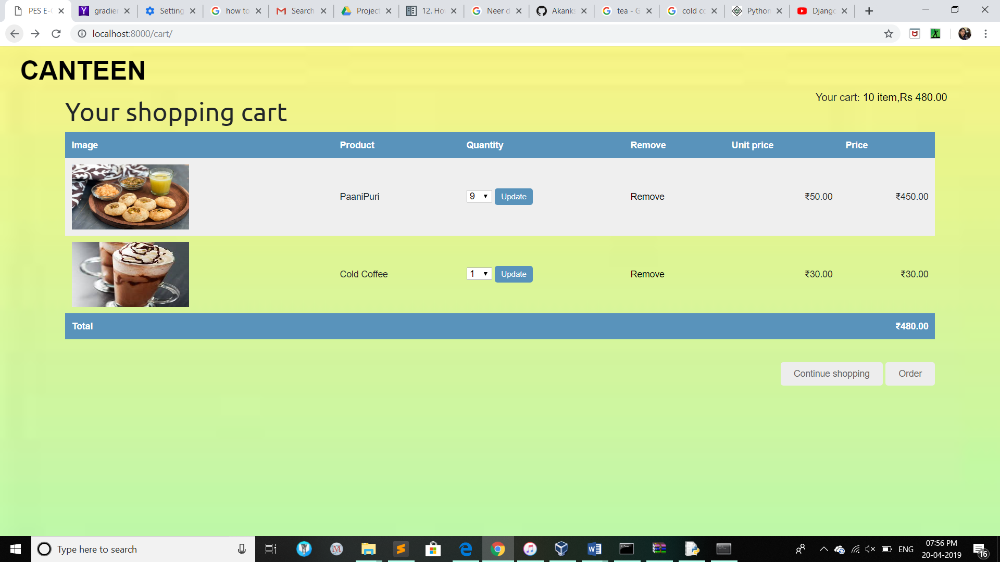 PES E-
gradie
Setting
how to
Search
Project
12. Ho
Neer d
Akanks
tea - G
cold co
Python
Django
localhost:8000/cart/
CANTEEN
Your cart: 10 item,Rs 480.00
Your shopping cart
Image Product Quantity Remove Unit price Price
PaaniPuri 9 Update Remove ₹50.00 ₹450.00
Cold Coffee 1 Update Remove ₹30.00 ₹30.00
Total ₹480.00
Continue shopping Order
Type here to search
ENG
07:56 PM
20-04-2019
16